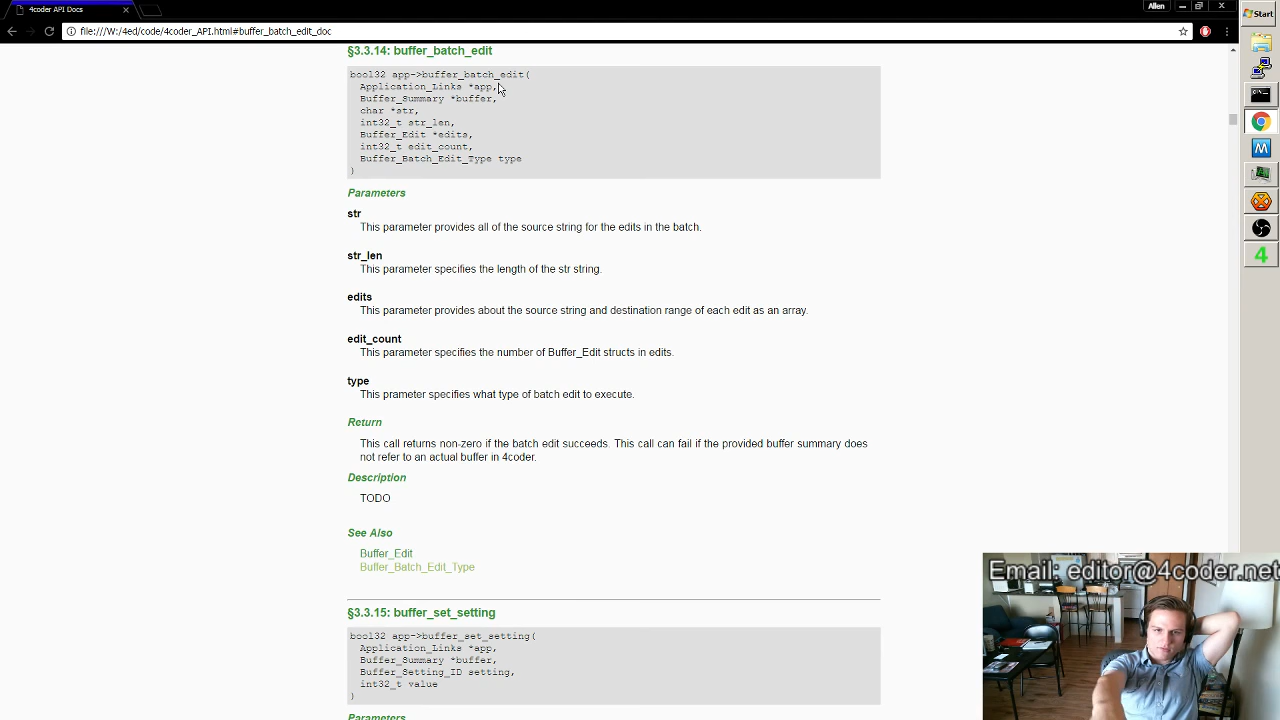 4coder API Docs
Allen
Start
file:///W:/4ed/code/4coder_API.html#buffer_batch_edit_doc
§3.3.14: buffer_batch_edit
bool32 app->buffer_batch_edit(
Application_Links *app,
Buffer_Summary *buffer,
char *str,
int32_t str_len,
Buffer_Edit *edits,
int32_t edit_count,
Buffer_Batch_Edit_Type type
)
Parameters
str
This parameter provides all of the source string for the edits in the batch.
str_len
This parameter specifies the length of the str string.
edits
This parameter provides about the source string and destination range of each edit as an array.
edit_count
This parameter specifies the number of Buffer_Edit structs in edits.
type
This prameter specifies what type of batch edit to execute.
Return
This call returns non-zero if the batch edit succeeds. This call can fail if the provided buffer summary does
not refer to an actual buffer in 4coder.
Description
TODO
See Also
Buffer_Edit
Buffer_Batch_Edit_Type
§3.3.15: buffer_set_setting
bool32 app->buffer_set_setting(
Application_Links *app,
Buffer_Summary *buffer,
Buffer_Setting_ID setting,
int32_t value
)
Parameters
M
4
Email: editor@4coder.net